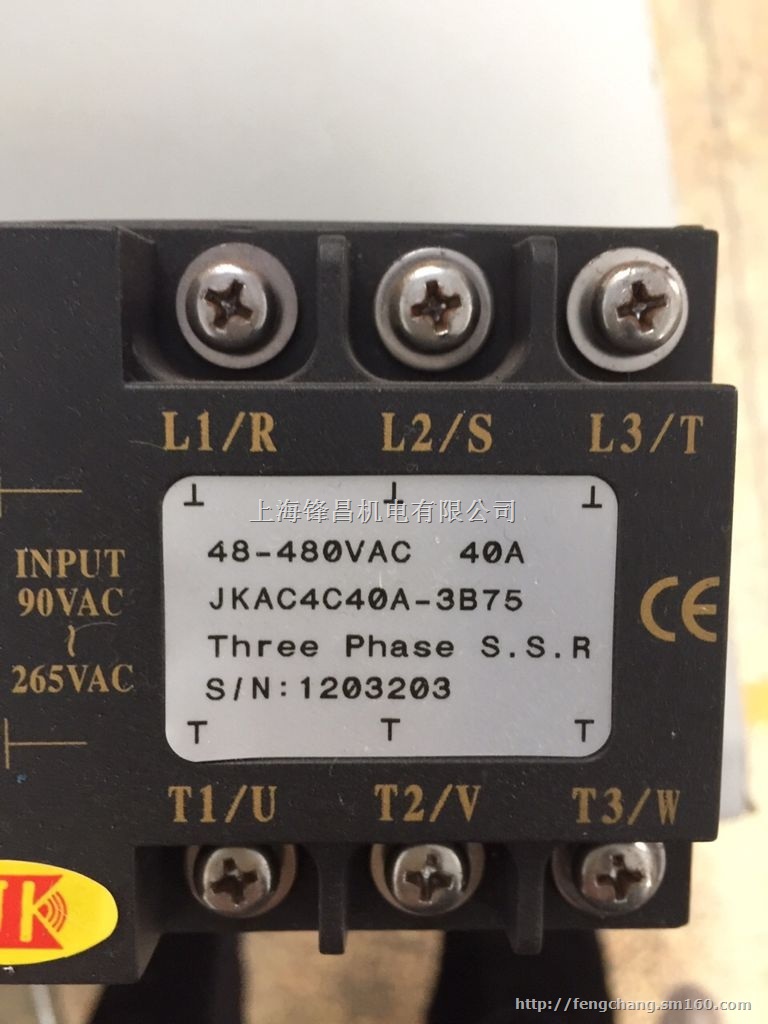 L1/R L2/S L3/T
上海锋昌机电有限公司
48-480VAC 40A
JKAC4C40A-3B75
Three Phase S.S.R
S/N:1203203
INPUT
90VAC
~
265VAC
CE
T1/U T2/V T3/W
JK
http://fengchang.sm160.com